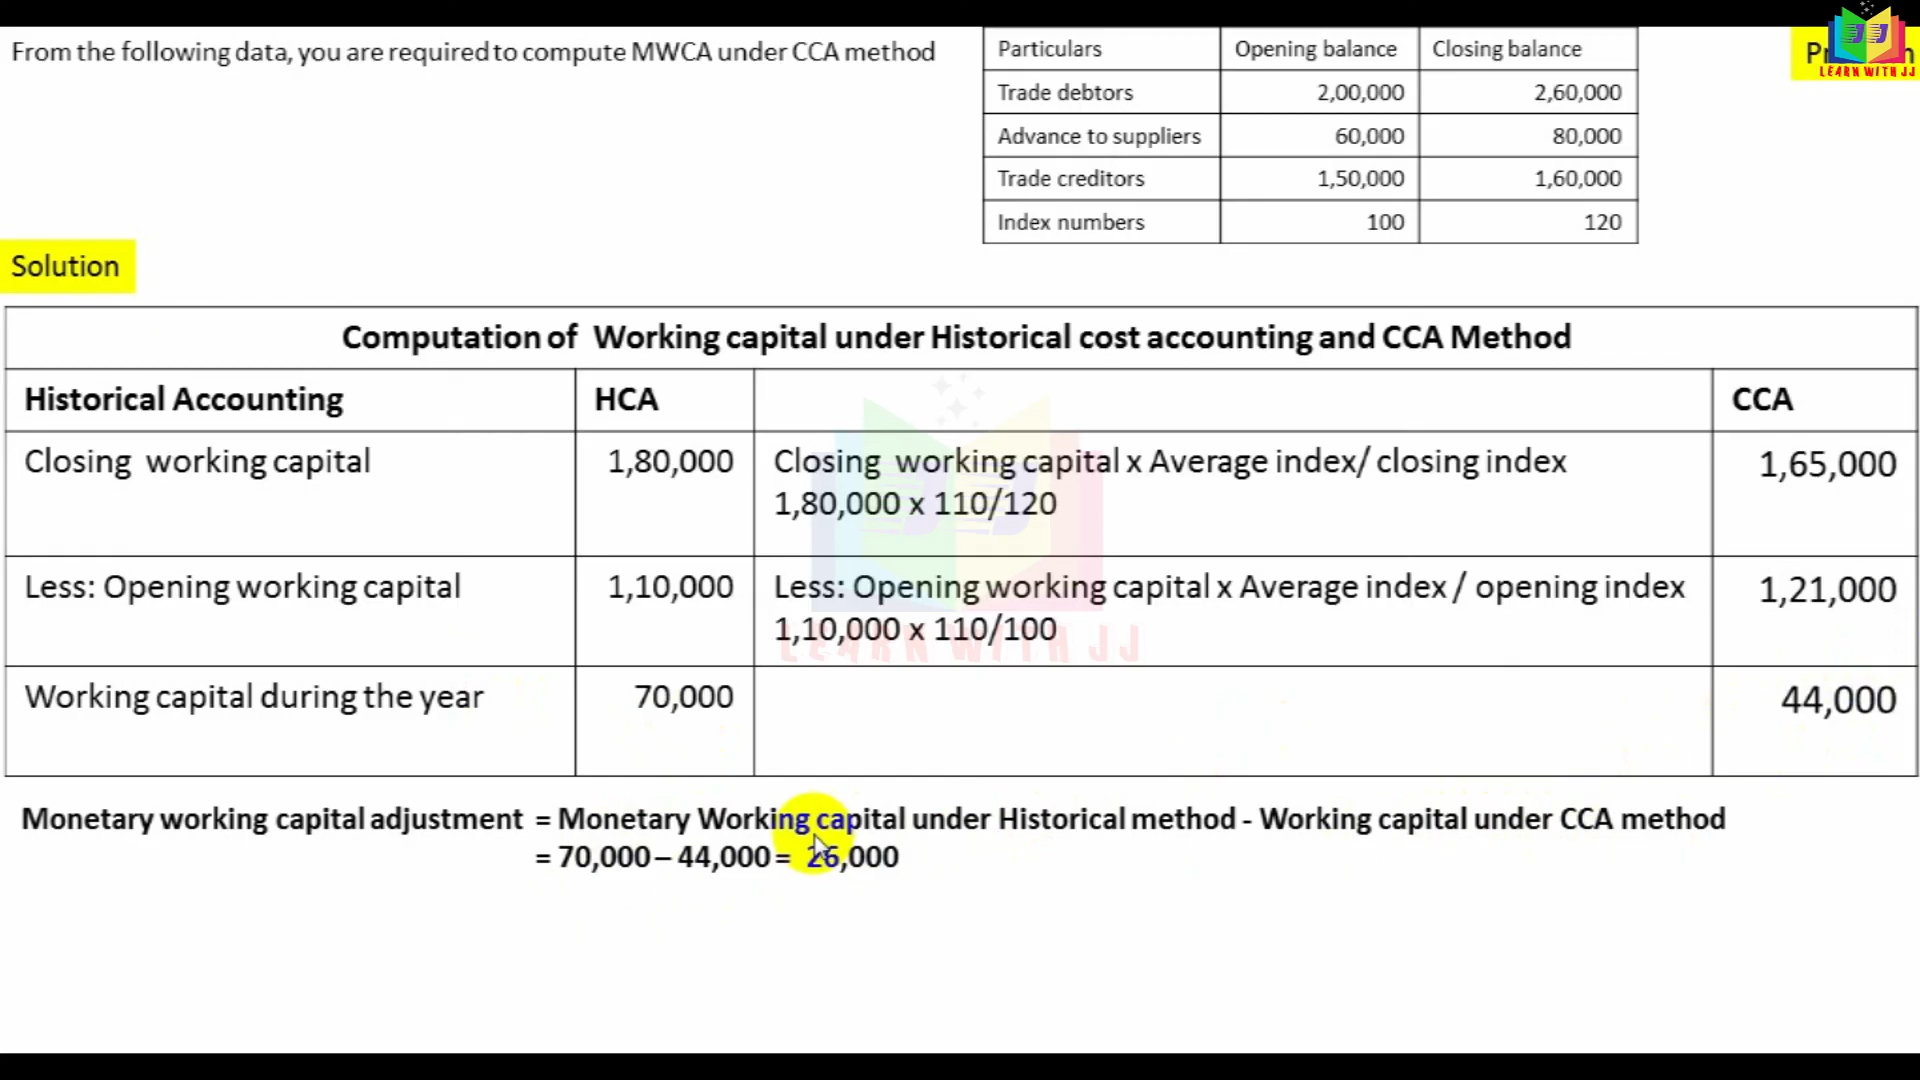 From the following data, you are required to compute MWCA under CCA method
Particulars Opening balance Closing balance
Trade debtors 2,00,000 2,60,000
Advance to suppliers 60,000 80,000
Trade creditors 1,50,000 1,60,000
Index numbers 100 120
LEARN WITH JJ
Solution
Computation of Working capital under Historical cost accounting and CCA Method
Historical Accounting HCA CCA
Closing working capital 1,80,000 Closing working capital x Average index/ closing index 1,65,000
1,80,000 x 110/120
Less: Opening working capital 1,10,000 Less: Opening working capital x Average index / opening index 1,21,000
1,10,000 x 110/100
LEARN WITH JJ
Working capital during the year 70,000 44,000
Monetary working capital adjustment = Monetary Working capital under Historical method - Working capital under CCA method
= 70,000 – 44,000 = 26,000